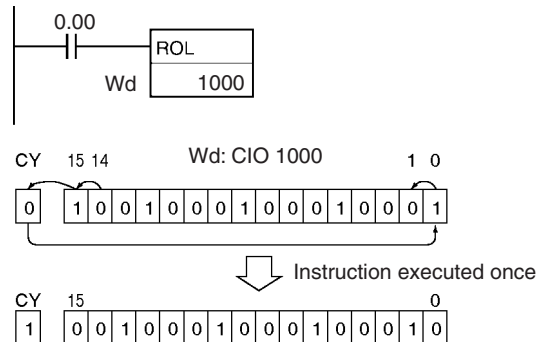 0.00
ROL
Wd 1000
CY 15 14 Wd: CIO 1000 1 0
0 1 0 0 1 0 0 0 1 0 0 0 1 0 0 0 1
Instruction executed once
CY 15 0
1 0 0 1 0 0 0 1 0 0 0 1 0 0 0 1 0